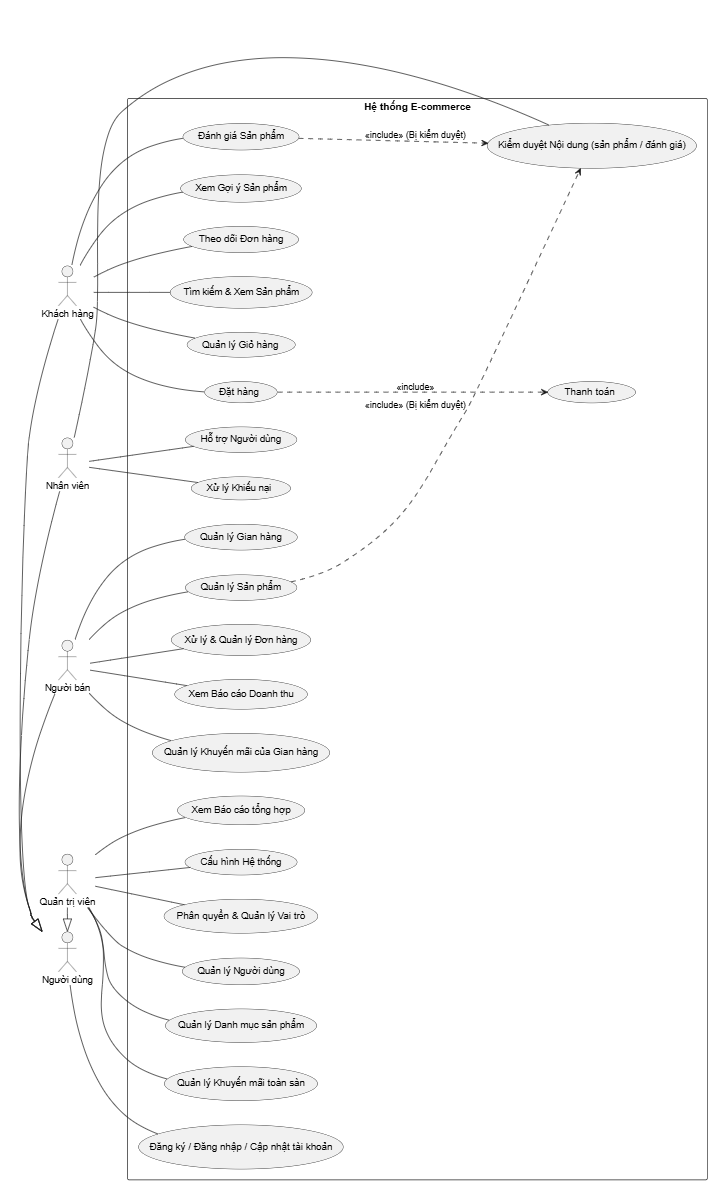 Hệ thống E-commerce
Đánh giá Sản phẩm
«include» (Bị kiểm duyệt)
Kiểm duyệt Nội dung (sản phẩm / đánh giá)
Xem Gợi ý Sản phẩm
Theo dõi Đơn hàng
Tìm kiếm & Xem Sản phẩm
Khách hàng
Quản lý Giỏ hàng
Đặt hàng
«include»
Thanh toán
«include» (Bị kiểm duyệt)
Hỗ trợ Người dùng
Nhân viên
Xử lý Khiếu nại
Quản lý Gian hàng
Quản lý Sản phẩm
Xử lý & Quản lý Đơn hàng
Người bán
Xem Báo cáo Doanh thu
Quản lý Khuyến mãi của Gian hàng
Xem Báo cáo tổng hợp
Cấu hình Hệ thống
Quản trị viên
Phân quyền & Quản lý Vai trò
Người dùng
Quản lý Người dùng
Quản lý Danh mục sản phẩm
Quản lý Khuyến mãi toàn sàn
Đăng ký / Đăng nhập / Cập nhật tài khoản